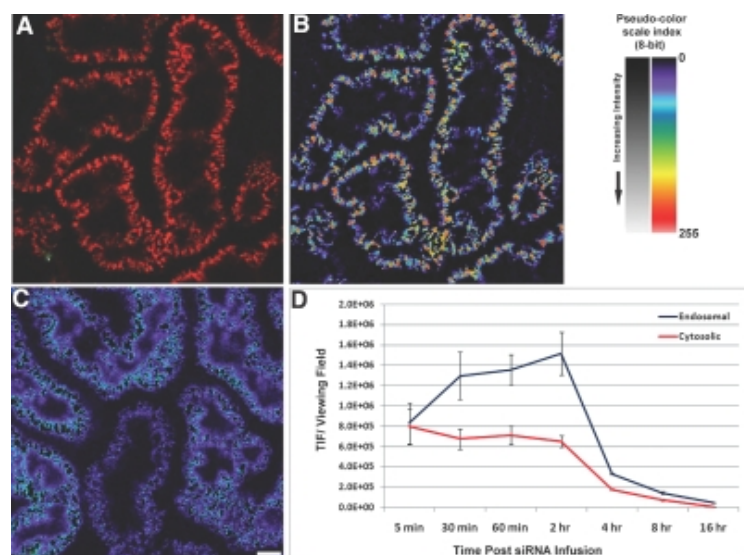 A
B
Pseudo-color
scale index
(8-bit)
0
Increasing Intensity
255
C
D
2.0E+06
1.8E+06
1.6E+06
1.4E+06
1.2E+06
1.0E+06
8.0E+05
6.0E+05
4.0E+05
2.0E+05
0.0E+00
TIF/ Viewing Field
Endosomal
Cytosolic
5 min 30 min 60 min 2 hr 4 hr 8 hr 16 hr
Time Post siRNA Infusion